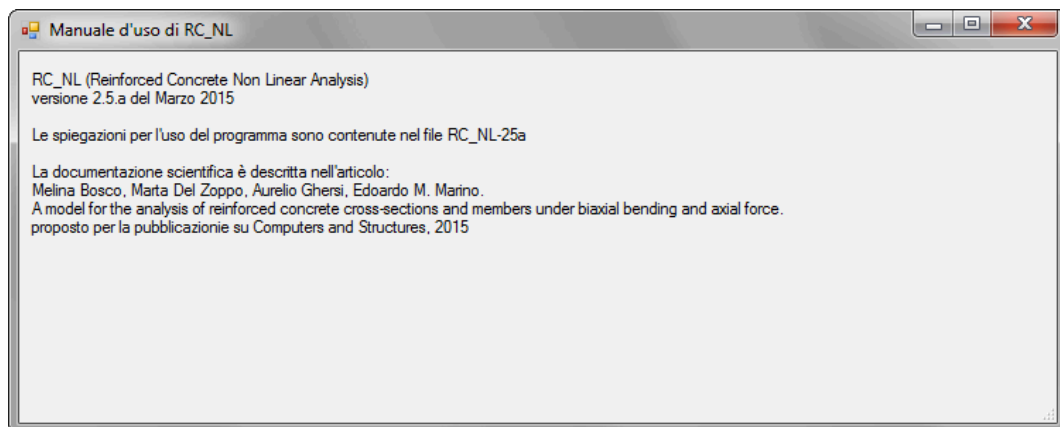 Manuale d'uso di RC_NL
RC_NL (Reinforced Concrete Non Linear Analysis)
versione 2.5.a del Marzo 2015
Le spiegazioni per l'uso del programma sono contenute nel file RC_NL-25a
La documentazione scientifica è descritta nell'articolo:
Melina Bosco, Marta Del Zoppo, Aurelio Ghersi, Edoardo M. Marino.
A model for the analysis of reinforced concrete cross-sections and members under biaxial bending and axial force.
proposto per la pubblicazionie su Computers and Structures, 2015